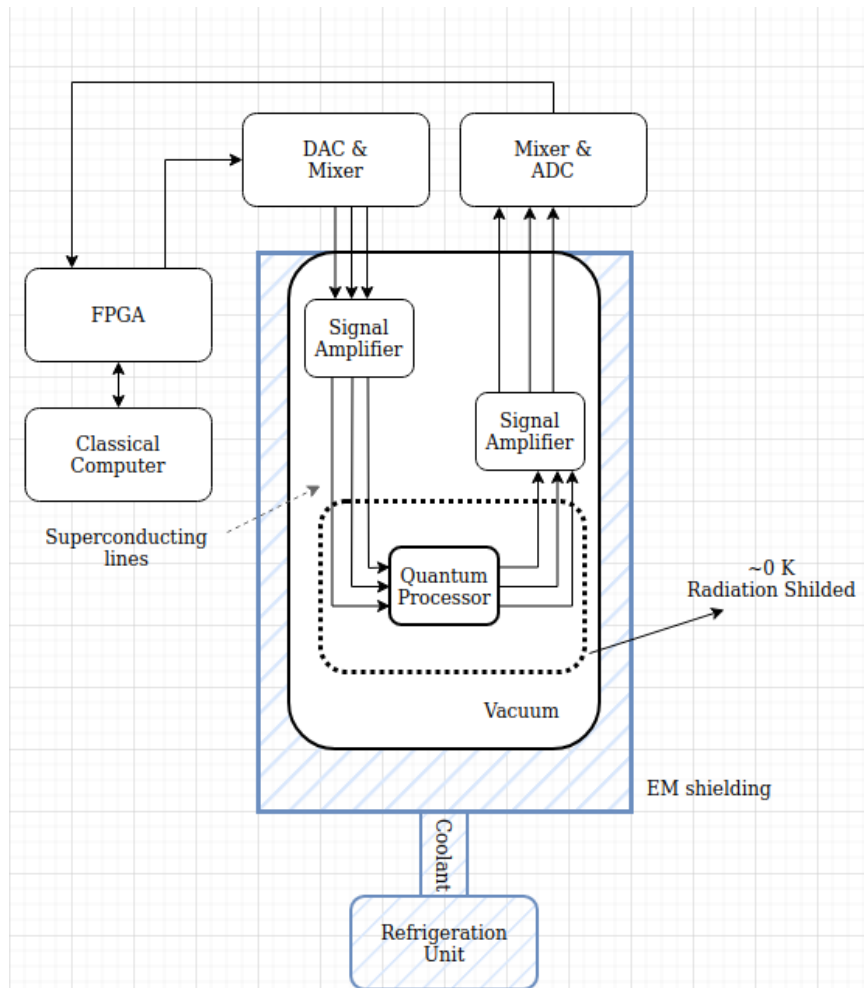 DAC &
Mixer
Mixer &
ADC
FPGA
Signal
Amplifier
Classical
Computer
Signal
Amplifier
Superconducting
lines
Quantum
Processor
~0 K
Radiation Shilded
Vacuum
EM shielding
Coolant
Refrigeration
Unit